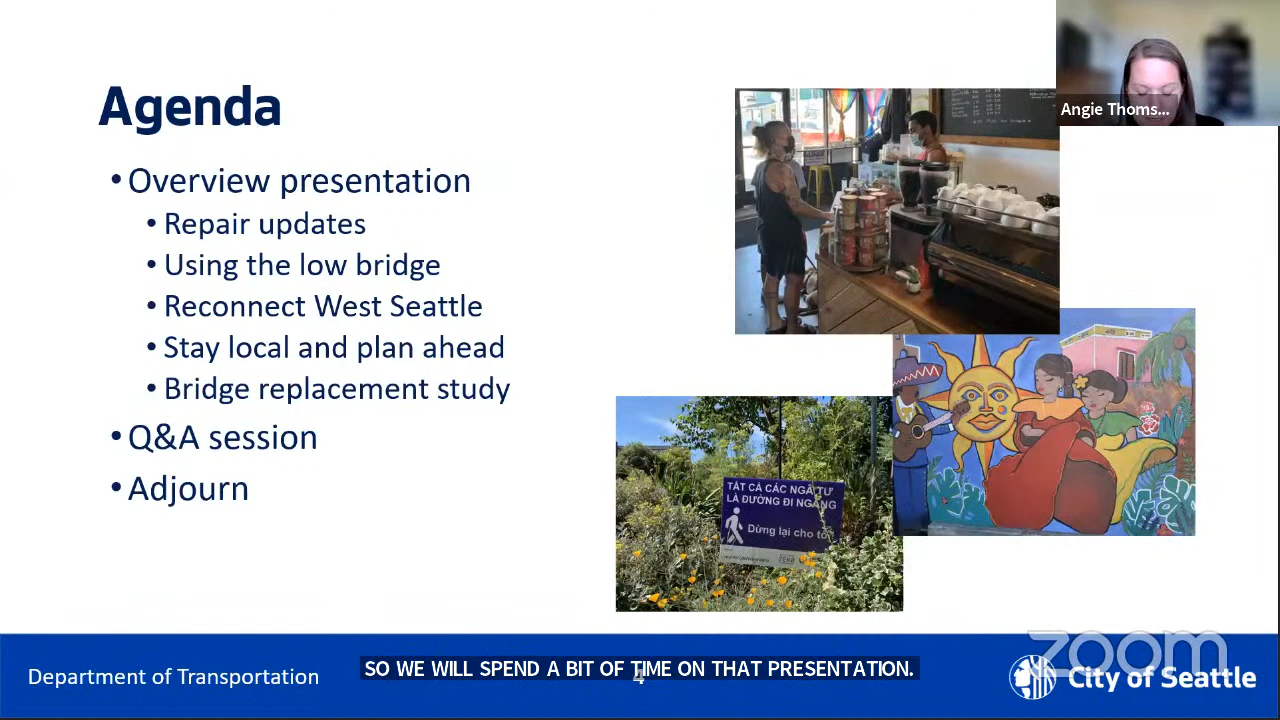 Agenda
• Overview presentation
• Repair updates
• Using the low bridge
• Reconnect West Seattle
• Stay local and plan ahead
• Bridge replacement study
• Q&A session
• Adjourn
Angie Thoms...
TẤT CẢ CÁC NGÃ TƯ
LÀ ĐƯỜNG ĐI NGANG
Dừng lại cho tôi
ZERO
Department of Transportation
SO WE WILL SPEND A BIT OF TIME ON THAT PRESENTATION.
4
zoom
City of Seattle